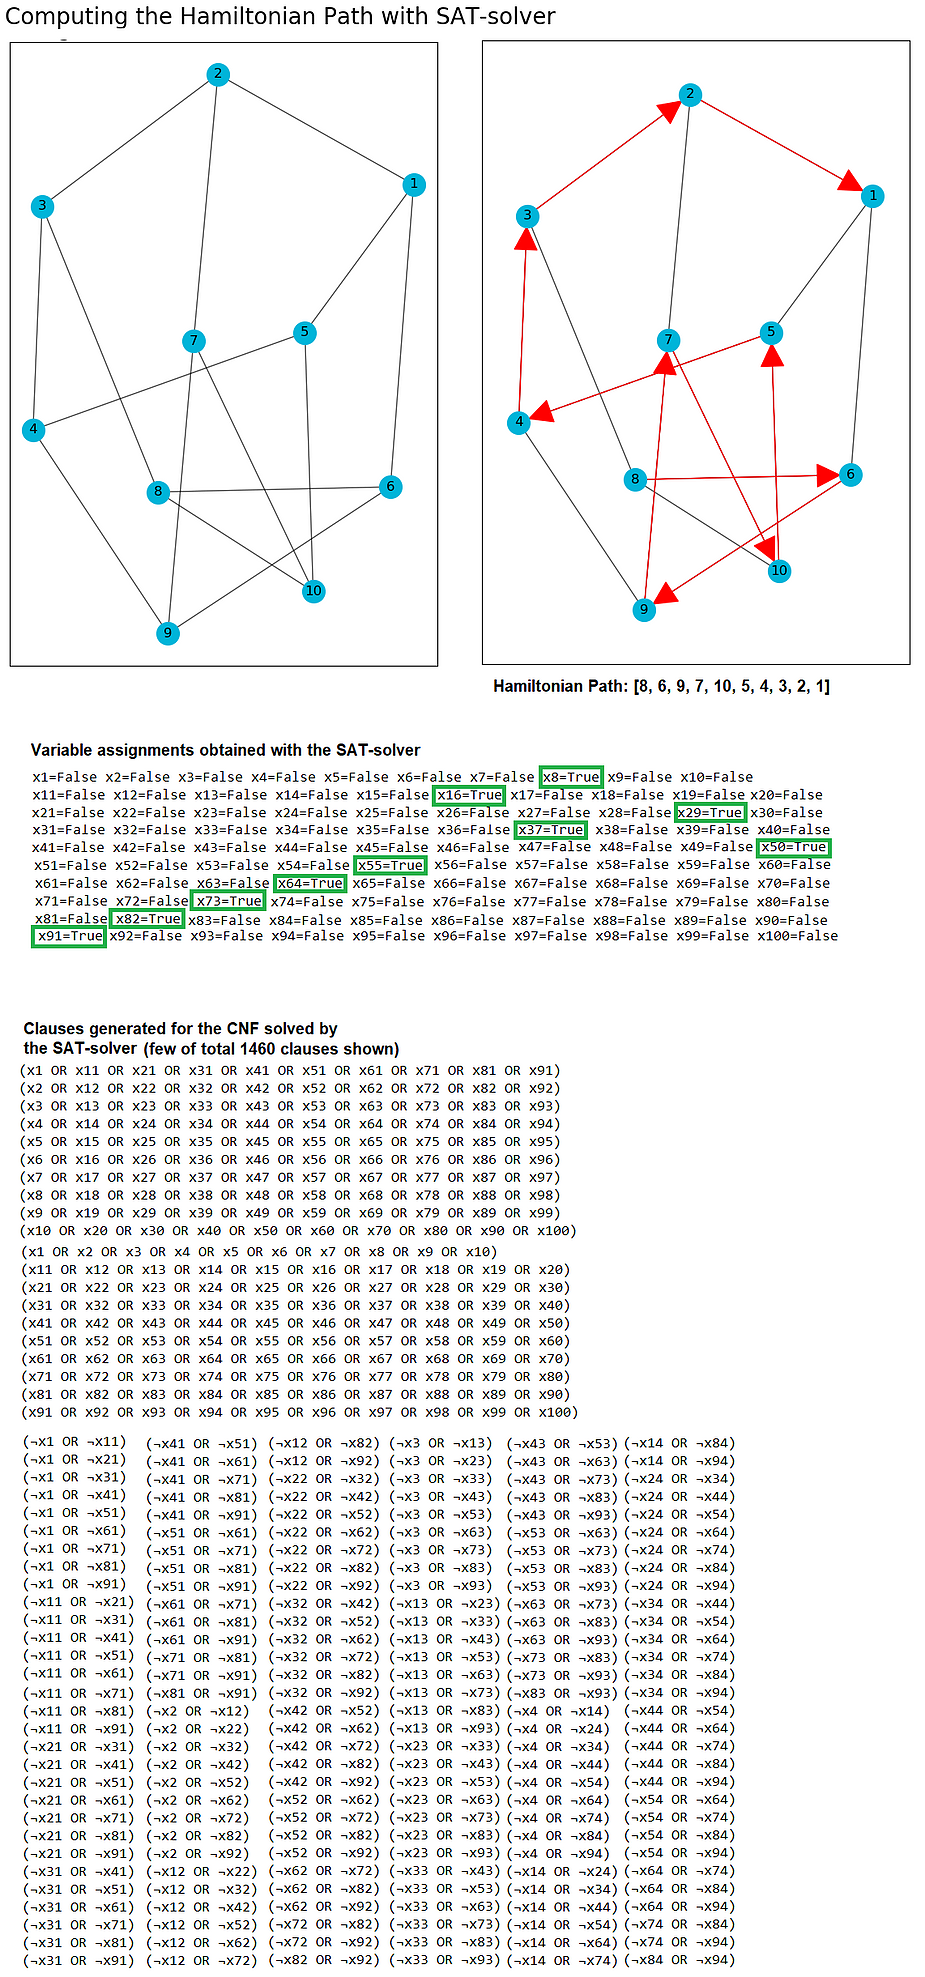 Computing the Hamiltonian Path with SAT-solver
2
1
3
7
5
4
8
6
10
9
2
1
3
7
5
4
8
6
10
9
Hamiltonian Path: [8, 6, 9, 7, 10, 5, 4, 3, 2, 1]
Variable assignments obtained with the SAT-solver
x1=False x2=False x3=False x4=False x5=False x6=False x7=False x8=True x9=False x10=False
x11=False x12=False x13=False x14=False x15=False x16=True x17=False x18=False x19=False x20=False
x21=False x22=False x23=False x24=False x25=False x26=False x27=False x28=False x29=True x30=False
x31=False x32=False x33=False x34=False x35=False x36=False x37=True x38=False x39=False x40=False
x41=False x42=False x43=False x44=False x45=False x46=False x47=False x48=False x49=False x50=True
x51=False x52=False x53=False x54=False x55=True x56=False x57=False x58=False x59=False x60=False
x61=False x62=False x63=False x64=True x65=False x66=False x67=False x68=False x69=False x70=False
x71=False x72=False x73=True x74=False x75=False x76=False x77=False x78=False x79=False x80=False
x81=False x82=True x83=False x84=False x85=False x86=False x87=False x88=False x89=False x90=False
x91=True x92=False x93=False x94=False x95=False x96=False x97=False x98=False x99=False x100=False
Clauses generated for the CNF solved by
the SAT-solver (few of total 1460 clauses shown)
(x1 OR x11 OR x21 OR x31 OR x41 OR x51 OR x61 OR x71 OR x81 OR x91)
(x2 OR x12 OR x22 OR x32 OR x42 OR x52 OR x62 OR x72 OR x82 OR x92)
(x3 OR x13 OR x23 OR x33 OR x43 OR x53 OR x63 OR x73 OR x83 OR x93)
(x4 OR x14 OR x24 OR x34 OR x44 OR x54 OR x64 OR x74 OR x84 OR x94)
(x5 OR x15 OR x25 OR x35 OR x45 OR x55 OR x65 OR x75 OR x85 OR x95)
(x6 OR x16 OR x26 OR x36 OR x46 OR x56 OR x66 OR x76 OR x86 OR x96)
(x7 OR x17 OR x27 OR x37 OR x47 OR x57 OR x67 OR x77 OR x87 OR x97)
(x8 OR x18 OR x28 OR x38 OR x48 OR x58 OR x68 OR x78 OR x88 OR x98)
(x9 OR x19 OR x29 OR x39 OR x49 OR x59 OR x69 OR x79 OR x89 OR x99)
(x10 OR x20 OR x30 OR x40 OR x50 OR x60 OR x70 OR x80 OR x90 OR x100)
(x1 OR x2 OR x3 OR x4 OR x5 OR x6 OR x7 OR x8 OR x9 OR x10)
(x11 OR x12 OR x13 OR x14 OR x15 OR x16 OR x17 OR x18 OR x19 OR x20)
(x21 OR x22 OR x23 OR x24 OR x25 OR x26 OR x27 OR x28 OR x29 OR x30)
(x31 OR x32 OR x33 OR x34 OR x35 OR x36 OR x37 OR x38 OR x39 OR x40)
(x41 OR x42 OR x43 OR x44 OR x45 OR x46 OR x47 OR x48 OR x49 OR x50)
(x51 OR x52 OR x53 OR x54 OR x55 OR x56 OR x57 OR x58 OR x59 OR x60)
(x61 OR x62 OR x63 OR x64 OR x65 OR x66 OR x67 OR x68 OR x69 OR x70)
(x71 OR x72 OR x73 OR x74 OR x75 OR x76 OR x77 OR x78 OR x79 OR x80)
(x81 OR x82 OR x83 OR x84 OR x85 OR x86 OR x87 OR x88 OR x89 OR x90)
(x91 OR x92 OR x93 OR x94 OR x95 OR x96 OR x97 OR x98 OR x99 OR x100)
(¬x1 OR ¬x11) (¬x41 OR ¬x51) (¬x12 OR ¬x82) (¬x3 OR ¬x13) (¬x43 OR ¬x53) (¬x14 OR ¬x84)
(¬x1 OR ¬x21) (¬x41 OR ¬x61) (¬x12 OR ¬x92) (¬x3 OR ¬x23) (¬x43 OR ¬x63) (¬x14 OR ¬x94)
(¬x1 OR ¬x31) (¬x41 OR ¬x71) (¬x22 OR ¬x32) (¬x3 OR ¬x33) (¬x43 OR ¬x73) (¬x24 OR ¬x34)
(¬x1 OR ¬x41) (¬x41 OR ¬x81) (¬x22 OR ¬x42) (¬x3 OR ¬x43) (¬x43 OR ¬x83) (¬x24 OR ¬x44)
(¬x1 OR ¬x51) (¬x41 OR ¬x91) (¬x22 OR ¬x52) (¬x3 OR ¬x53) (¬x43 OR ¬x93) (¬x24 OR ¬x54)
(¬x1 OR ¬x61) (¬x51 OR ¬x61) (¬x22 OR ¬x62) (¬x3 OR ¬x63) (¬x53 OR ¬x63) (¬x24 OR ¬x64)
(¬x1 OR ¬x71) (¬x51 OR ¬x71) (¬x22 OR ¬x72) (¬x3 OR ¬x73) (¬x53 OR ¬x73) (¬x24 OR ¬x74)
(¬x1 OR ¬x81) (¬x51 OR ¬x81) (¬x22 OR ¬x82) (¬x3 OR ¬x83) (¬x53 OR ¬x83) (¬x24 OR ¬x84)
(¬x1 OR ¬x91) (¬x51 OR ¬x91) (¬x22 OR ¬x92) (¬x3 OR ¬x93) (¬x53 OR ¬x93) (¬x24 OR ¬x94)
(¬x11 OR ¬x21) (¬x61 OR ¬x71) (¬x32 OR ¬x42) (¬x13 OR ¬x23) (¬x63 OR ¬x73) (¬x34 OR ¬x44)
(¬x11 OR ¬x31) (¬x61 OR ¬x81) (¬x32 OR ¬x52) (¬x13 OR ¬x33) (¬x63 OR ¬x83) (¬x34 OR ¬x54)
(¬x11 OR ¬x41) (¬x61 OR ¬x91) (¬x32 OR ¬x62) (¬x13 OR ¬x43) (¬x63 OR ¬x93) (¬x34 OR ¬x64)
(¬x11 OR ¬x51) (¬x71 OR ¬x81) (¬x32 OR ¬x72) (¬x13 OR ¬x53) (¬x73 OR ¬x83) (¬x34 OR ¬x74)
(¬x11 OR ¬x61) (¬x71 OR ¬x91) (¬x32 OR ¬x82) (¬x13 OR ¬x63) (¬x73 OR ¬x93) (¬x34 OR ¬x84)
(¬x11 OR ¬x71) (¬x81 OR ¬x91) (¬x32 OR ¬x92) (¬x13 OR ¬x73) (¬x83 OR ¬x93) (¬x34 OR ¬x94)
(¬x11 OR ¬x81) (¬x2 OR ¬x12) (¬x42 OR ¬x52) (¬x13 OR ¬x83) (¬x4 OR ¬x14) (¬x44 OR ¬x54)
(¬x11 OR ¬x91) (¬x2 OR ¬x22) (¬x42 OR ¬x62) (¬x13 OR ¬x93) (¬x4 OR ¬x24) (¬x44 OR ¬x64)
(¬x21 OR ¬x31) (¬x2 OR ¬x32) (¬x42 OR ¬x72) (¬x23 OR ¬x33) (¬x4 OR ¬x34) (¬x44 OR ¬x74)
(¬x21 OR ¬x41) (¬x2 OR ¬x42) (¬x42 OR ¬x82) (¬x23 OR ¬x43) (¬x4 OR ¬x44) (¬x44 OR ¬x84)
(¬x21 OR ¬x51) (¬x2 OR ¬x52) (¬x42 OR ¬x92) (¬x23 OR ¬x53) (¬x4 OR ¬x54) (¬x44 OR ¬x94)
(¬x21 OR ¬x61) (¬x2 OR ¬x62) (¬x52 OR ¬x62) (¬x23 OR ¬x63) (¬x4 OR ¬x64) (¬x54 OR ¬x64)
(¬x21 OR ¬x71) (¬x2 OR ¬x72) (¬x52 OR ¬x72) (¬x23 OR ¬x73) (¬x4 OR ¬x74) (¬x54 OR ¬x74)
(¬x21 OR ¬x81) (¬x2 OR ¬x82) (¬x52 OR ¬x82) (¬x23 OR ¬x83) (¬x4 OR ¬x84) (¬x54 OR ¬x84)
(¬x21 OR ¬x91) (¬x2 OR ¬x92) (¬x52 OR ¬x92) (¬x23 OR ¬x93) (¬x4 OR ¬x94) (¬x54 OR ¬x94)
(¬x31 OR ¬x41) (¬x12 OR ¬x22) (¬x62 OR ¬x72) (¬x33 OR ¬x43) (¬x14 OR ¬x24) (¬x64 OR ¬x74)
(¬x31 OR ¬x51) (¬x12 OR ¬x32) (¬x62 OR ¬x82) (¬x33 OR ¬x53) (¬x14 OR ¬x34) (¬x64 OR ¬x84)
(¬x31 OR ¬x61) (¬x12 OR ¬x42) (¬x62 OR ¬x92) (¬x33 OR ¬x63) (¬x14 OR ¬x44) (¬x64 OR ¬x94)
(¬x31 OR ¬x71) (¬x12 OR ¬x52) (¬x72 OR ¬x82) (¬x33 OR ¬x73) (¬x14 OR ¬x54) (¬x74 OR ¬x84)
(¬x31 OR ¬x81) (¬x12 OR ¬x62) (¬x72 OR ¬x92) (¬x33 OR ¬x83) (¬x14 OR ¬x64) (¬x74 OR ¬x94)
(¬x31 OR ¬x91) (¬x12 OR ¬x72) (¬x82 OR ¬x92) (¬x33 OR ¬x93) (¬x14 OR ¬x74) (¬x84 OR ¬x94)